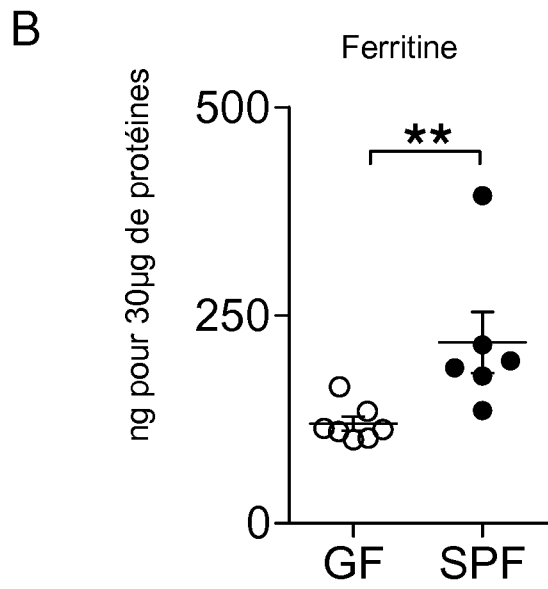 B
Ferritine
ng pour 30µg de protéines
500
**
250
0
GF
SPF